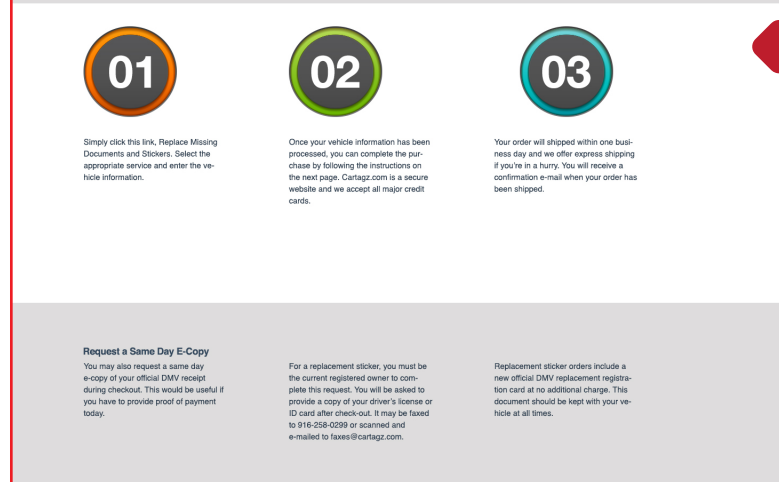 01
Simply click this link, Replace Missing
Documents and Stickers. Select the
appropriate service and enter the ve-
hicle information.
02
Once your vehicle information has been
processed, you can complete the pur-
chase by following the instructions on
the next page. Cartagz.com is a secure
website and we accept all major credit
cards.
03
Your order will shipped within one busi-
ness day and we offer express shipping
if you're in a hurry. You will receive a
confirmation e-mail when your order has
been shipped.
Request a Same Day E-Copy
You may also request a same day
e-copy of your official DMV receipt
during checkout. This would be useful if
you have to provide proof of payment
today.
For a replacement sticker, you must be
the current registered owner to com-
plete this request. You will be asked to
provide a copy of your driver's license or
ID card after check-out. It may be faxed
to 916-258-0299 or scanned and
e-mailed to faxes@cartagz.com.
Replacement sticker orders include a
new official DMV replacement registra-
tion card at no additional charge. This
document should be kept with your ve-
hicle at all times.